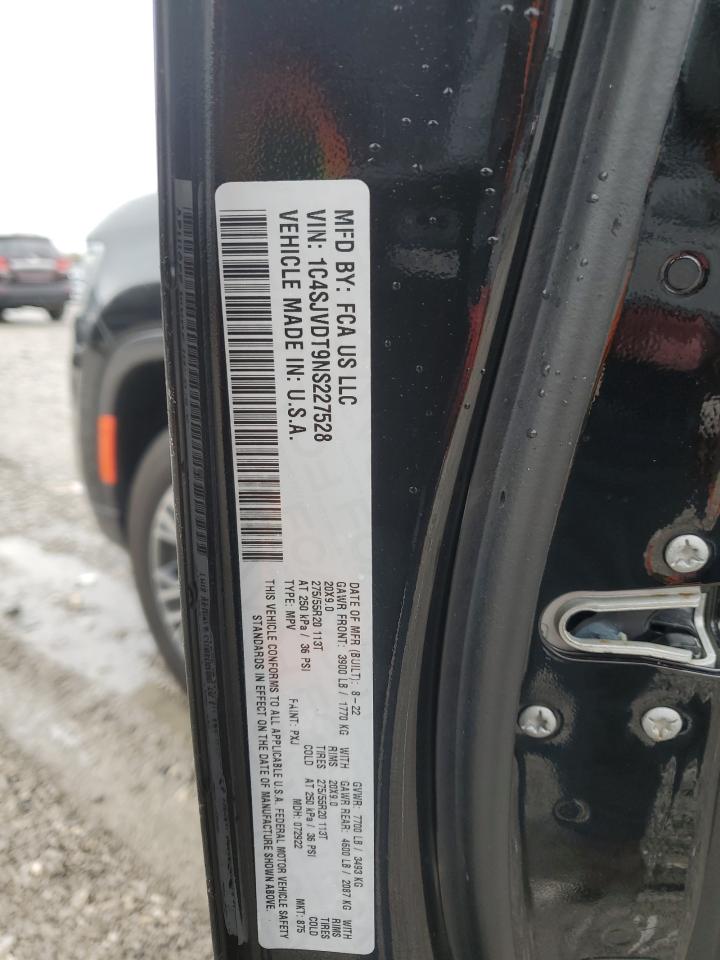 MFD BY: FCA US LLC
VIN: 1C4SJVDT9NS227528
VEHICLE MADE IN: U.S.A.
DATE OF MFR (BUILT): 8-22 GVWR: 7700 LB / 3493 KG
GAWR FRONT: 3900 LB / 1770 KG WITH GAWR REAR: 4600 LB / 2087 KG WITH
20X9.0 RIMS 20X9.0 RIMS
275/55R20 113T TIRES 275/55R20 113T TIRES
AT 250 kPa / 36 PSI COLD AT 250 kPa / 36 PSI COLD
TYPE: MPV PAINT: PXJ MDH: 072922 MKT: 875
THIS VEHICLE CONFORMS TO ALL APPLICABLE U.S.A. FEDERAL MOTOR VEHICLE SAFETY
STANDARDS IN EFFECT ON THE DATE OF MANUFACTURE SHOWN ABOVE.